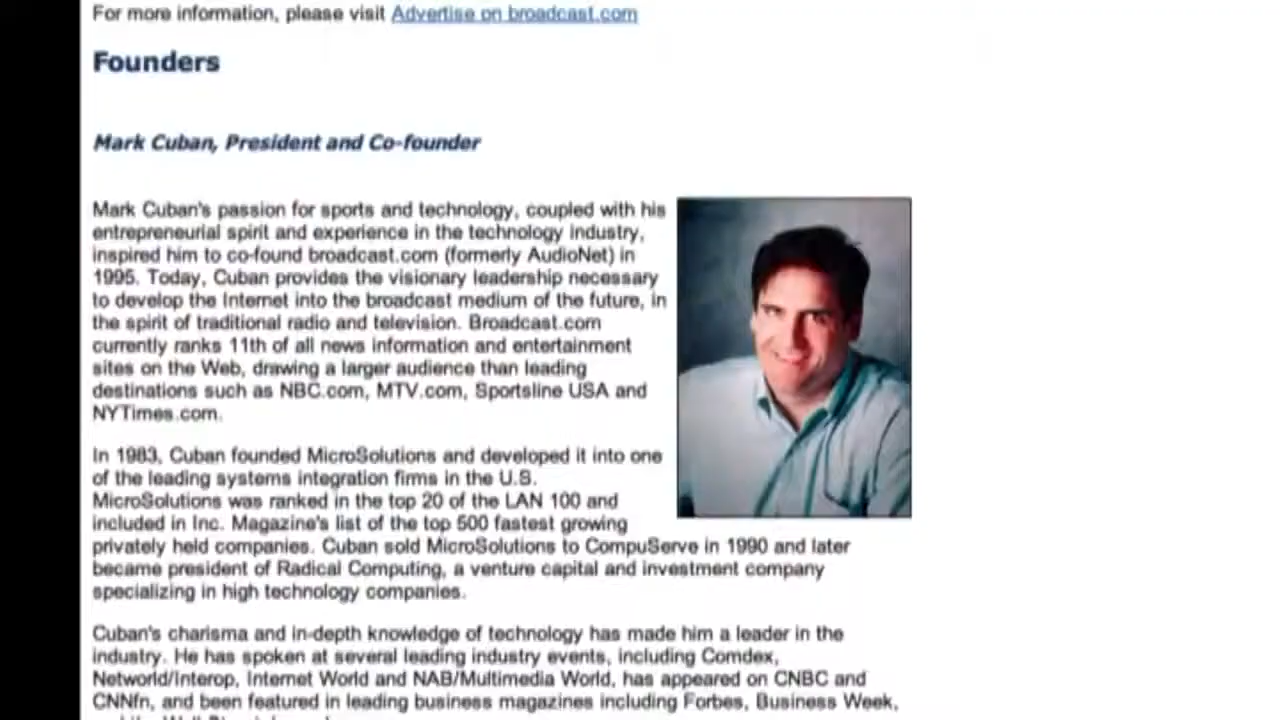 For more information, please visit Advertise on broadcast.com
Founders
Mark Cuban, President and Co-founder
Mark Cuban's passion for sports and technology, coupled with his
entrepreneurial spirit and experience in the technology industry,
inspired him to co-found broadcast.com (formerly AudioNet) in
1995. Today, Cuban provides the visionary leadership necessary
to develop the Internet into the broadcast medium of the future, in
the spirit of traditional radio and television. Broadcast.com
currently ranks 11th of all news information and entertainment
sites on the Web, drawing a larger audience than leading
destinations such as NBC.com, MTV.com, Sportsline USA and
NYTimes.com.
In 1983, Cuban founded MicroSolutions and developed it into one
of the leading systems integration firms in the U.S.
MicroSolutions was ranked in the top 20 of the LAN 100 and
included in Inc. Magazine's list of the top 500 fastest growing
privately held companies. Cuban sold MicroSolutions to CompuServe in 1990 and later
became president of Radical Computing, a venture capital and investment company
specializing in high technology companies.
Cuban's charisma and in-depth knowledge of technology has made him a leader in the
industry. He has spoken at several leading industry events, including Comdex,
Networld/Interop, Internet World and NAB/Multimedia World, has appeared on CNBC and
CNNfn, and been featured in leading business magazines including Forbes, Business Week,